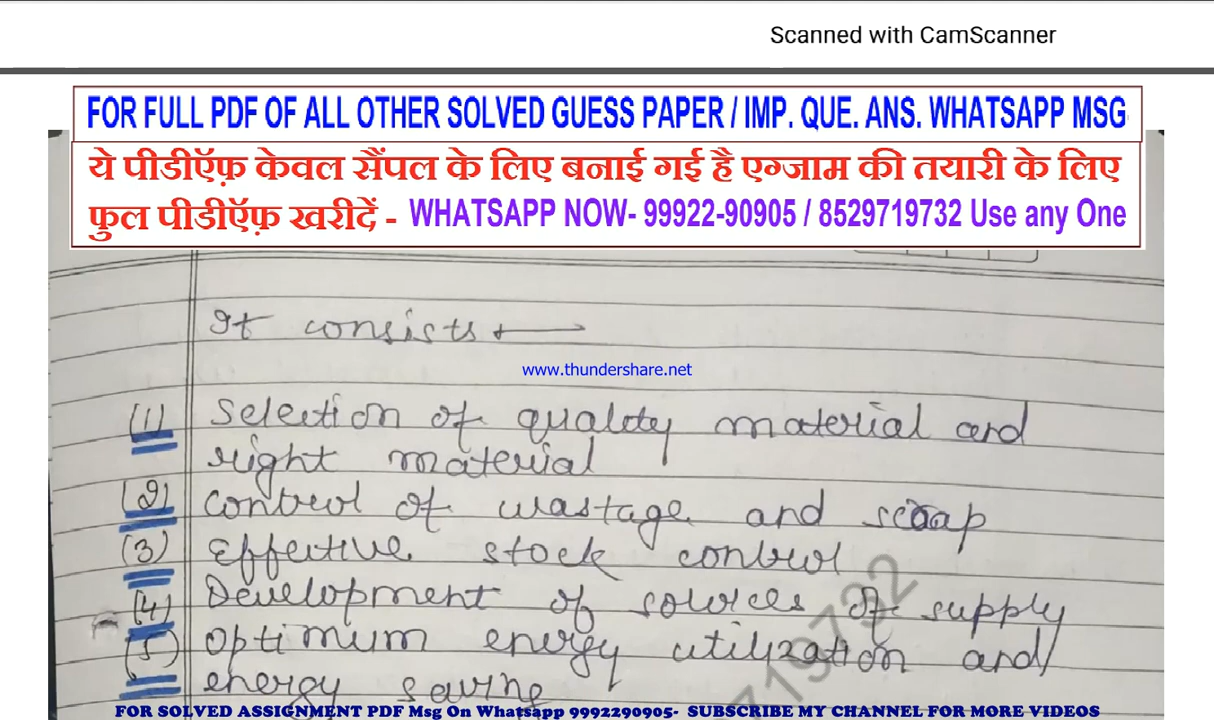 Scanned with CamScanner
FOR FULL PDF OF ALL OTHER SOLVED GUESS PAPER / IMP. QUE. ANS. WHATSAPP MSG
ये पीडीऍफ़ केवल सैंपल के लिए बनाई गई है एग्जाम की तयारी के लिए
फुल पीडीऍफ़ खरीदें - WHATSAPP NOW- 99922-90905 / 8529719732 Use any One
It consists
www.thundershare.net
(1) Selection of quality material and
right material
(2) Control of wastage and scrap
(3) Effective stock control
(4) Development of sources of supply
(5) Optimum energy utilization and
energy saving
719732
FOR SOLVED ASSIGNMENT PDF Msg On Whatsapp 9992290905- SUBSCRIBE MY CHANNEL FOR MORE VIDEOS